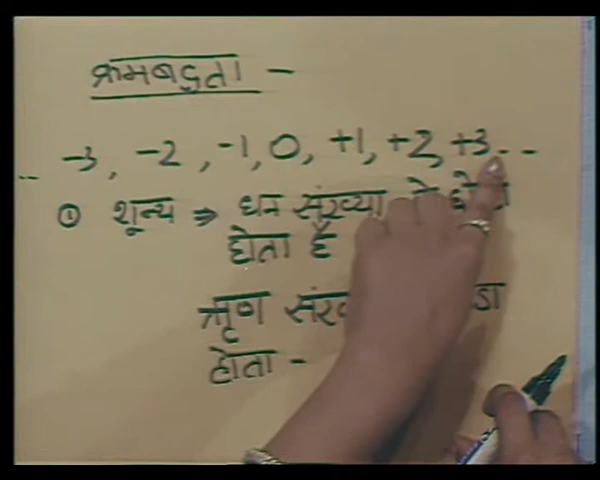 क्रमबद्धता -
.. -3, -2, -1, 0, +1, +2, +3 ..
① शून्य ⇒ धन संख्या
होता है
ऋण
होता -